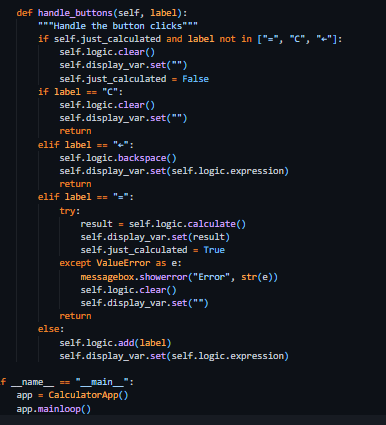 def handle_buttons(self, label):
    """Handle the button clicks"""
    if self.just_calculated and label not in ["=", "C", "←"]:
        self.logic.clear()
        self.display_var.set("")
        self.just_calculated = False
    if label == "C":
        self.logic.clear()
        self.display_var.set("")
        return
    elif label == "←":
        self.logic.backspace()
        self.display_var.set(self.logic.expression)
        return
    elif label == "=":
        try:
            result = self.logic.calculate()
            self.display_var.set(result)
            self.just_calculated = True
        except ValueError as e:
            messagebox.showerror("Error", str(e))
            self.logic.clear()
            self.display_var.set("")
        return
    else:
        self.logic.add(label)
        self.display_var.set(self.logic.expression)
f __name__ == "__main__":
    app = CalculatorApp()
    app.mainloop()